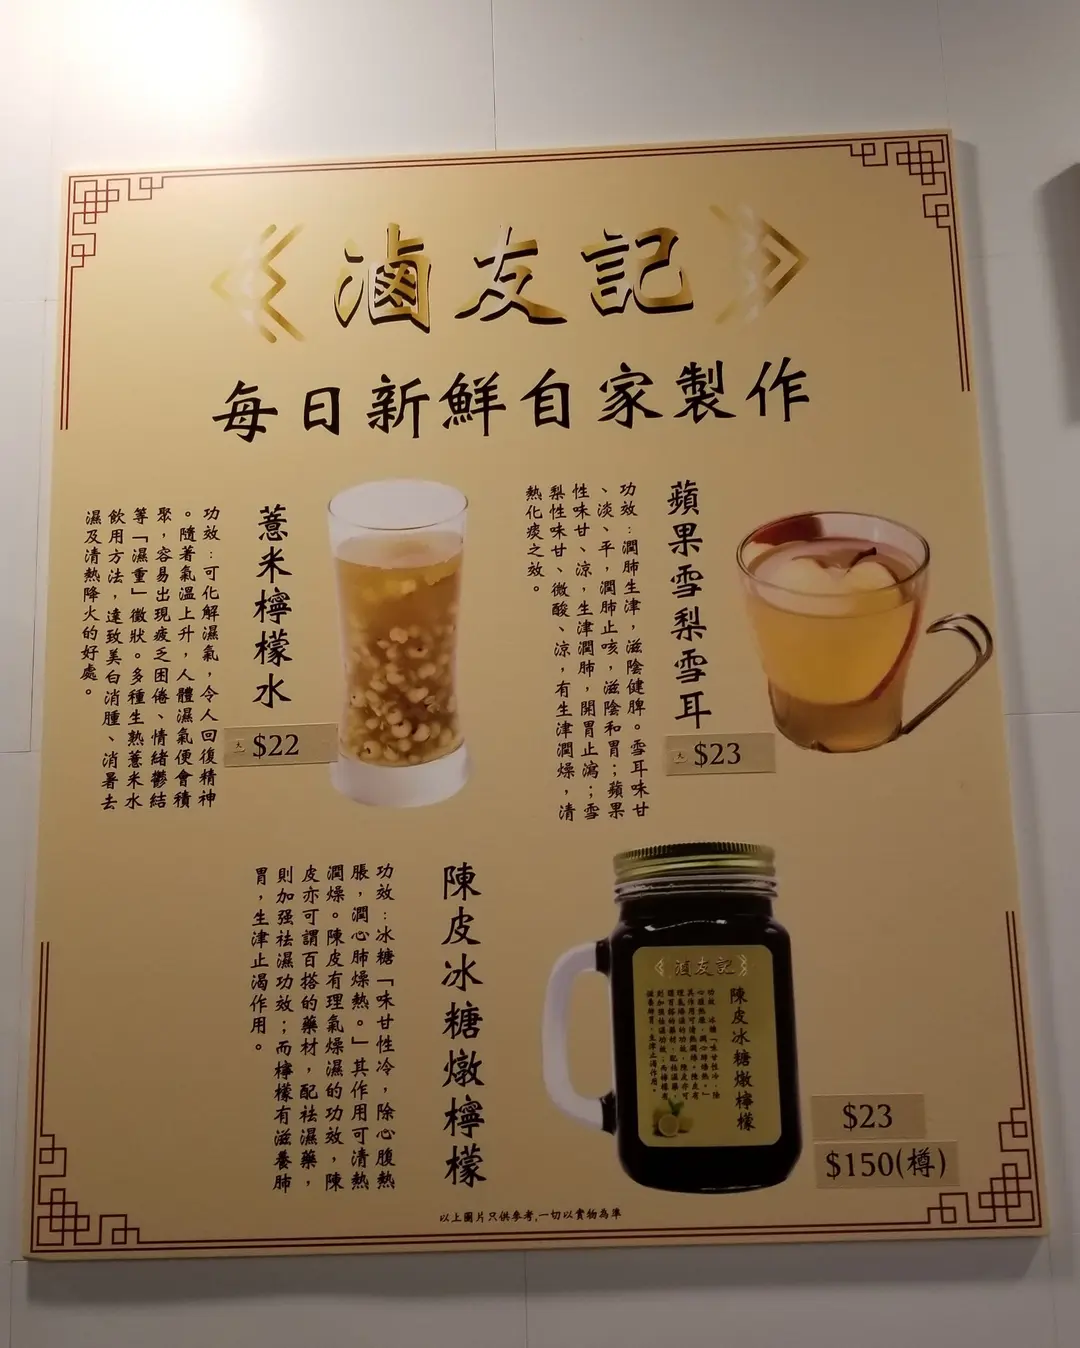 滷友記
每日新鮮自家製作
蘋果雪梨雪耳
$23
功效：潤肺生津，滋陰健脾。雪耳味甘
、淡、平，潤肺止咳，滋陰和胃；蘋果
性味甘、涼，生津潤肺，開胃止瀉；雪
梨性味甘、微酸、涼，有生津潤燥，清
熱化痰之效。
薏米檸檬水
$22
功效：可化解濕氣，令人回復精神
。隨著氣溫上升，人體濕氣便會積
聚，容易出現疲乏困倦、情緒鬱結
等「濕重」徵狀。多種生熟薏米水
飲用方法，達致美白消腫、消暑去
濕及清熱降火的好處。
陳皮冰糖燉檸檬
功效：冰糖「味甘性冷，除心腹熱
脹，潤心肺燥熱。」其作用可清熱
潤燥。陳皮有理氣燥濕的功效，陳
皮亦可謂百搭的藥材，配祛濕藥，
則加强祛濕功效；而檸檬有滋養肺
胃，生津止渴作用。
滷友記
陳皮冰糖燉檸檬
$23
$150(樽)
以上圖片只供參考,一切以實物為準